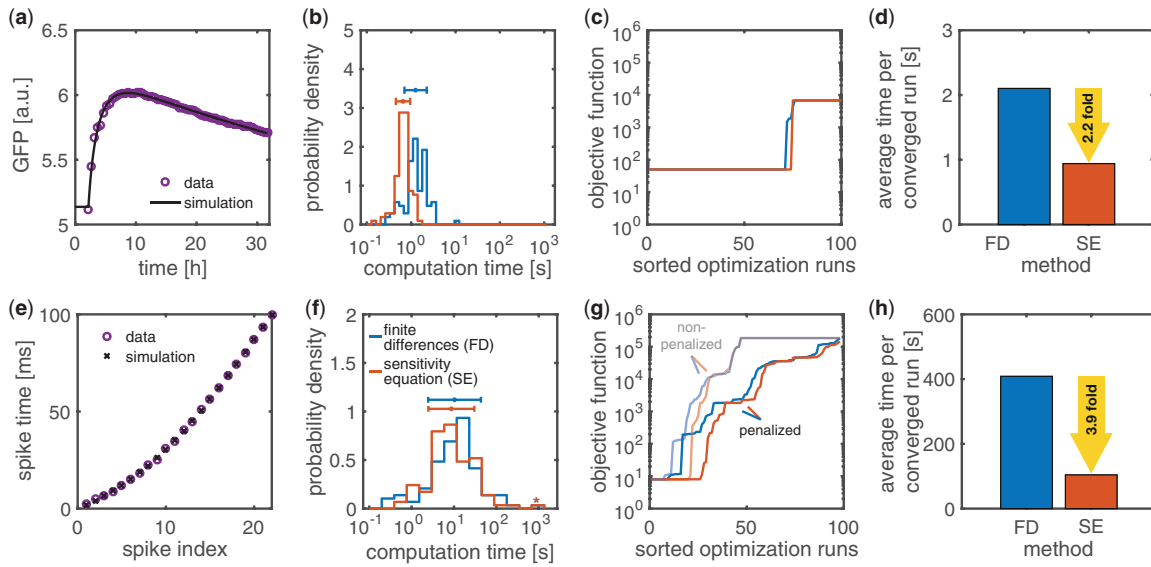 (a)
6.5
6
5.5
5
GFP [a.u.]
data
simulation
0 10 20 30
time [h]
(b)
5
4
3
2
1
0
probability density
10^-1 10^0 10^1 10^2 10^3
computation time [s]
(c)
10^6
10^5
10^4
10^3
10^2
10^1
10^0
objective function
0 50 100
sorted optimization runs
(d)
3
2
1
0
average time per
converged run [s]
2.2 fold
FD SE
method
(e)
100
50
0
spike time [ms]
data
simulation
0 10 20
spike index
(f)
2
1.5
1
0.5
0
probability density
finite
differences (FD)
sensitivity
equation (SE)
*
10^-1 10^0 10^1 10^2 10^3
computation time [s]
(g)
10^6
10^5
10^4
10^3
10^2
10^1
10^0
objective function
non-
penalized
penalized
0 50 100
sorted optimization runs
(h)
600
400
200
0
average time per
converged run [s]
3.9 fold
FD SE
method